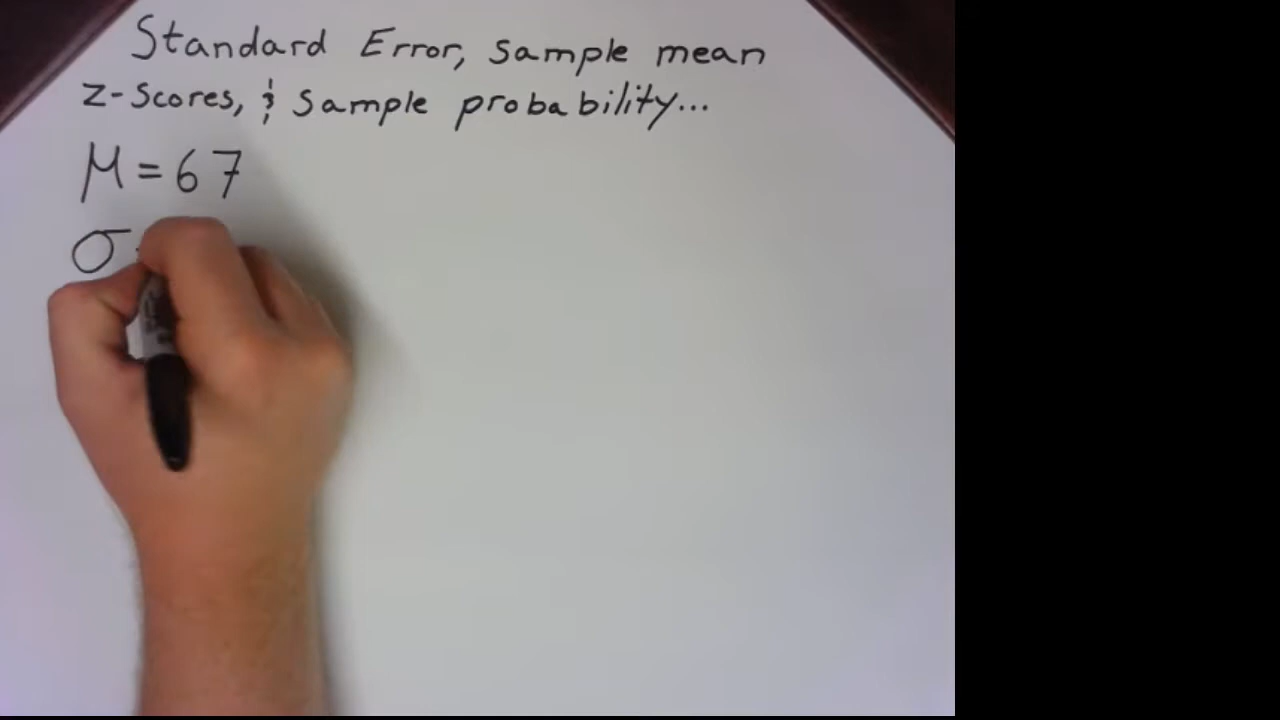 Standard Error, sample mean
z-scores, & sample probability...
μ = 67
σ